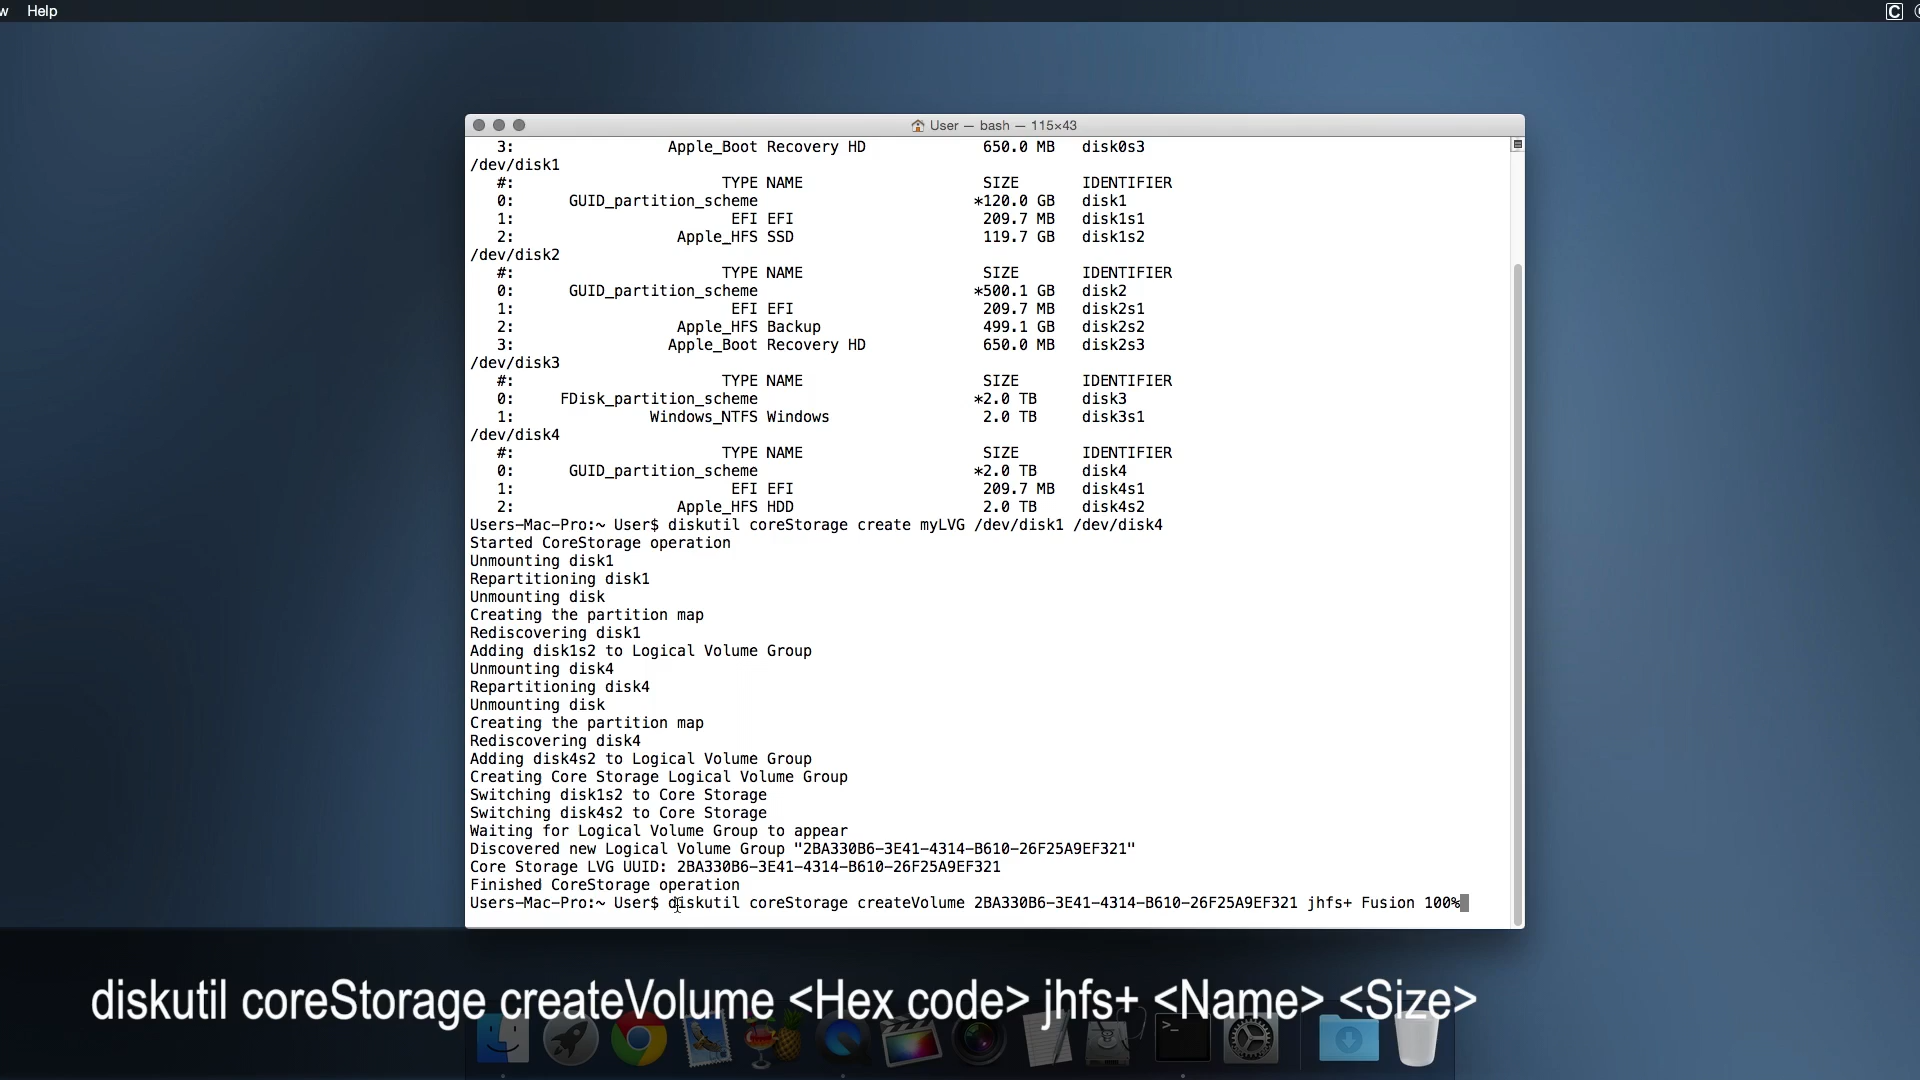 w Help
C
User — bash — 115×43
3: Apple_Boot Recovery HD 650.0 MB disk0s3
/dev/disk1
#: TYPE NAME SIZE IDENTIFIER
0: GUID_partition_scheme *120.0 GB disk1
1: EFI EFI 209.7 MB disk1s1
2: Apple_HFS SSD 119.7 GB disk1s2
/dev/disk2
#: TYPE NAME SIZE IDENTIFIER
0: GUID_partition_scheme *500.1 GB disk2
1: EFI EFI 209.7 MB disk2s1
2: Apple_HFS Backup 499.1 GB disk2s2
3: Apple_Boot Recovery HD 650.0 MB disk2s3
/dev/disk3
#: TYPE NAME SIZE IDENTIFIER
0: FDisk_partition_scheme *2.0 TB disk3
1: Windows_NTFS Windows 2.0 TB disk3s1
/dev/disk4
#: TYPE NAME SIZE IDENTIFIER
0: GUID_partition_scheme *2.0 TB disk4
1: EFI EFI 209.7 MB disk4s1
2: Apple_HFS HDD 2.0 TB disk4s2
Users-Mac-Pro:~ User$ diskutil coreStorage create myLVG /dev/disk1 /dev/disk4
Started CoreStorage operation
Unmounting disk1
Repartitioning disk1
Unmounting disk
Creating the partition map
Rediscovering disk1
Adding disk1s2 to Logical Volume Group
Unmounting disk4
Repartitioning disk4
Unmounting disk
Creating the partition map
Rediscovering disk4
Adding disk4s2 to Logical Volume Group
Creating Core Storage Logical Volume Group
Switching disk1s2 to Core Storage
Switching disk4s2 to Core Storage
Waiting for Logical Volume Group to appear
Discovered new Logical Volume Group "2BA330B6-3E41-4314-B610-26F25A9EF321"
Core Storage LVG UUID: 2BA330B6-3E41-4314-B610-26F25A9EF321
Finished CoreStorage operation
Users-Mac-Pro:~ User$ diskutil coreStorage createVolume 2BA330B6-3E41-4314-B610-26F25A9EF321 jhfs+ Fusion 100%
diskutil coreStorage createVolume <Hex code> jhfs+ <Name> <Size>
>_